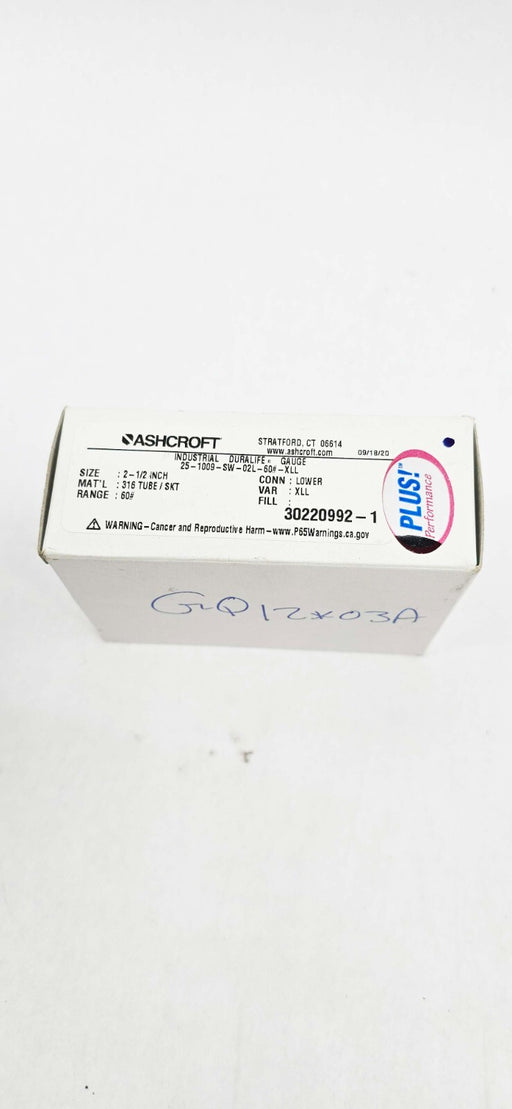 ASHCROFT
STRATFORD, CT 06614
www.ashcroft.com
09/18/20
INDUSTRIAL DURALIFE® GAUGE
25-1009-SW-02L-60#-XLL
SIZE : 2-1/2 INCH
MAT'L : 316 TUBE / SKT
RANGE : 60#
CONN : LOWER
VAR : XLL
FILL :
30220992-1
⚠ WARNING-Cancer and Reproductive Harm-www.P65Warnings.ca.gov
PLUS!™
Performance
GQ12*03A